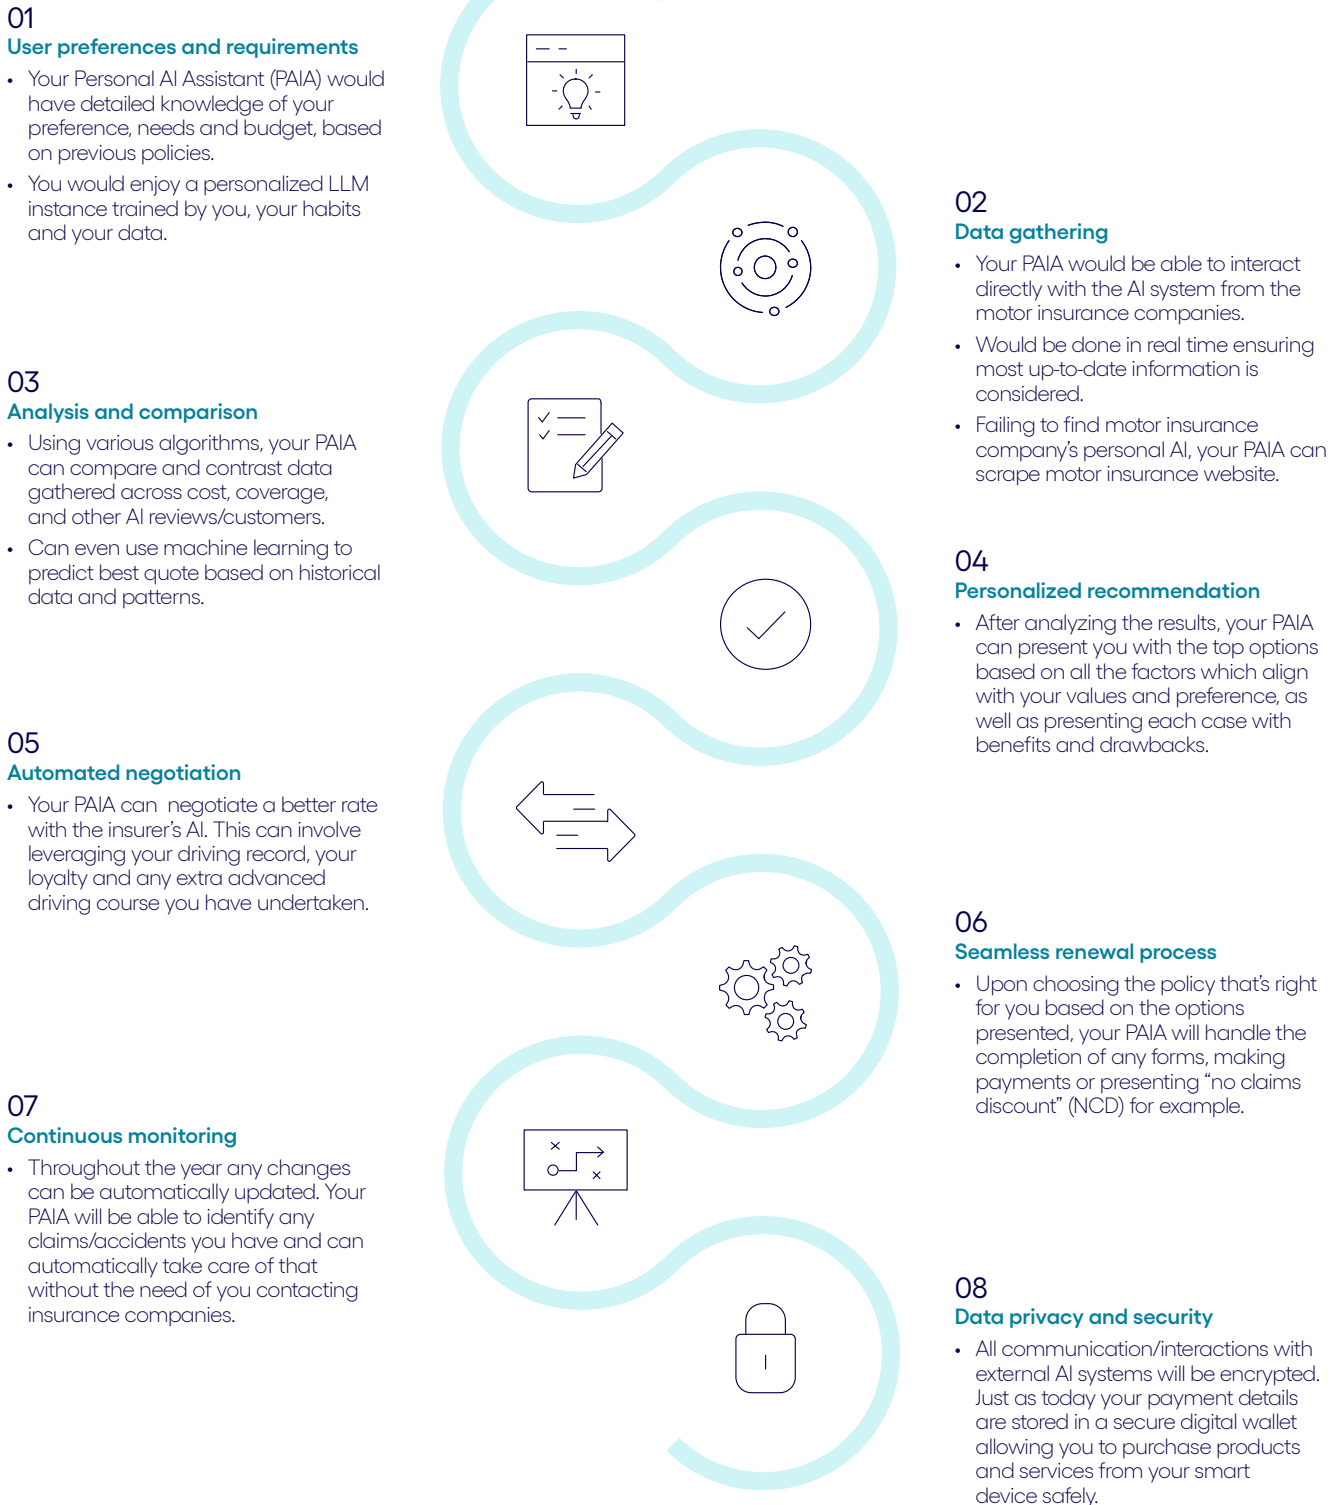 01
User preferences and requirements
• Your Personal AI Assistant (PAIA) would
have detailed knowledge of your
preference, needs and budget, based
on previous policies.
• You would enjoy a personalized LLM
instance trained by you, your habits
and your data.
02
Data gathering
• Your PAIA would be able to interact
directly with the AI system from the
motor insurance companies.
• Would be done in real time ensuring
most up-to-date information is
considered.
• Failing to find motor insurance
company's personal AI, your PAIA can
scrape motor insurance website.
03
Analysis and comparison
• Using various algorithms, your PAIA
can compare and contrast data
gathered across cost, coverage,
and other AI reviews/customers.
• Can even use machine learning to
predict best quote based on historical
data and patterns.
04
Personalized recommendation
• After analyzing the results, your PAIA
can present you with the top options
based on all the factors which align
with your values and preference, as
well as presenting each case with
benefits and drawbacks.
05
Automated negotiation
• Your PAIA can negotiate a better rate
with the insurer's AI. This can involve
leveraging your driving record, your
loyalty and any extra advanced
driving course you have undertaken.
06
Seamless renewal process
• Upon choosing the policy that's right
for you based on the options
presented, your PAIA will handle the
completion of any forms, making
payments or presenting “no claims
discount” (NCD) for example.
07
Continuous monitoring
• Throughout the year any changes
can be automatically updated. Your
PAIA will be able to identify any
claims/accidents you have and can
automatically take care of that
without the need of you contacting
insurance companies.
08
Data privacy and security
• All communication/interactions with
external AI systems will be encrypted.
Just as today your payment details
are stored in a secure digital wallet
allowing you to purchase products
and services from your smart
device safely.